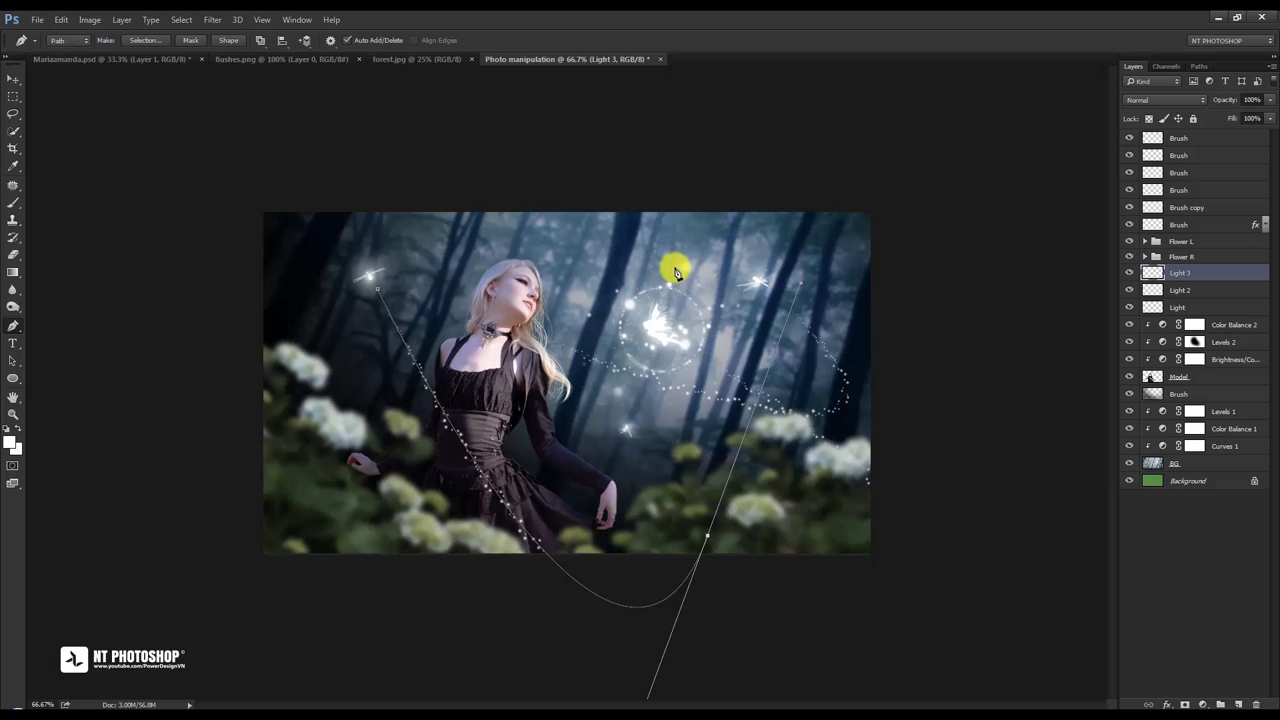 Ps File Edit Image Layer Type Select Filter 3D View Window Help
Path Make: Selection... Mask Shape Auto Add/Delete Align Edges NT PHOTOSHOP
Mariaamanda.psd @ 33.3% (Layer 1, RGB/8) * × Bushes.png @ 100% (Layer 0, RGB/8#) × forest.jpg @ 25% (RGB/8) × Photo manipulation @ 66.7% (Light 3, RGB/8) * ×
Layers Channels Paths
Kind
Normal Opacity: 100%
Lock: Fill: 100%
Brush
Brush
Brush
Brush
Brush copy
Brush fx
Flower L
Flower R
Light 3
Light 2
Light
Color Balance 2
Levels 2
Brightness/Co...
Model
Brush
Levels 1
Color Balance 1
Curves 1
BG
Background
NT PHOTOSHOP©
www.youtube.com/PowerDesignVN
66.67% Doc: 3.00M/56.8M fx